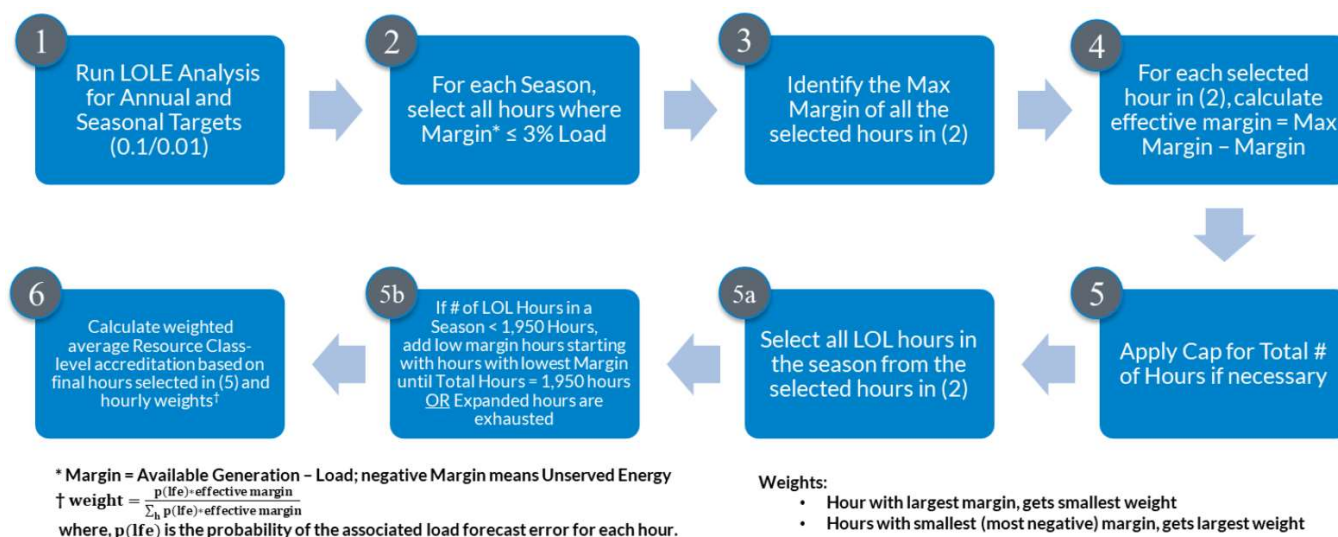 1
Run LOLE Analysis
for Annual and
Seasonal Targets
(0.1/0.01)
2
For each Season,
select all hours where
Margin* ≤ 3% Load
3
Identify the Max
Margin of all the
selected hours in (2)
4
For each selected
hour in (2), calculate
effective margin = Max
Margin – Margin
5
Apply Cap for Total #
of Hours if necessary
5a
Select all LOL hours in
the season from the
selected hours in (2)
5b
If # of LOL Hours in a
Season < 1,950 Hours,
add low margin hours starting
with hours with lowest Margin
until Total Hours = 1,950 hours
OR Expanded hours are
exhausted
6
Calculate weighted
average Resource Class-
level accreditation based on
final hours selected in (5) and
hourly weights†
* Margin = Available Generation – Load; negative Margin means Unserved Energy
† weight = p(lfe)*effective margin / ∑h p(lfe)*effective margin
where, p(lfe) is the probability of the associated load forecast error for each hour.
Weights:
• Hour with largest margin, gets smallest weight
• Hours with smallest (most negative) margin, gets largest weight